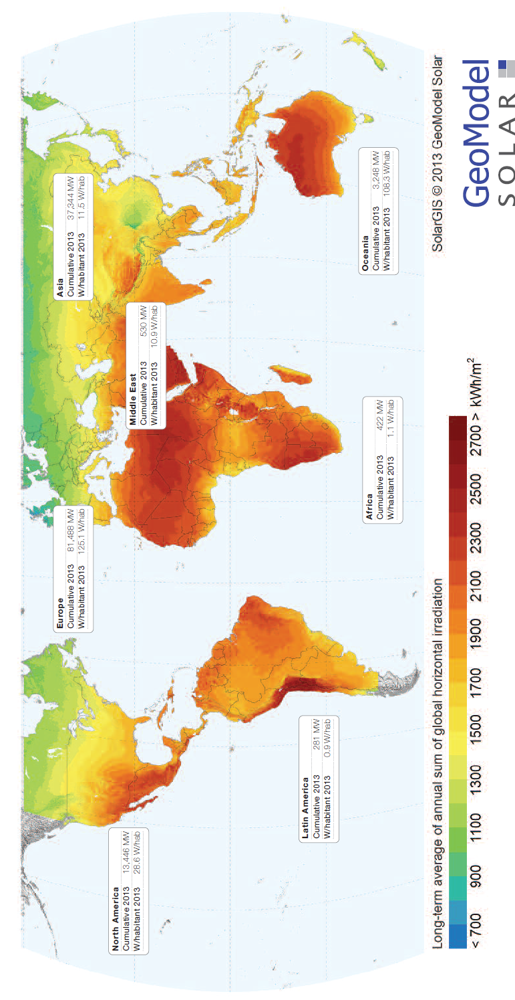 Europe
Cumulative 2013 81,488 MW
W/habitant 2013 125.1 W/hab
Asia
Cumulative 2013 37,344 MW
W/habitant 2013 11.5 W/hab
North America
Cumulative 2013 13,446 MW
W/habitant 2013 28.6 W/hab
Middle East
Cumulative 2013 530 MW
W/habitant 2013 10.9 W/hab
Latin America
Cumulative 2013 281 MW
W/habitant 2013 0.9 W/hab
Africa
Cumulative 2013 422 MW
W/habitant 2013 1.1 W/hab
Oceania
Cumulative 2013 3,248 MW
W/habitant 2013 108.3 W/hab
Long-term average of annual sum of global horizontal irradiation
SolarGIS © 2013 GeoModel Solar
< 700 900 1100 1300 1500 1700 1900 2100 2300 2500 2700 > kWh/m²
GeoModel
SOLAR